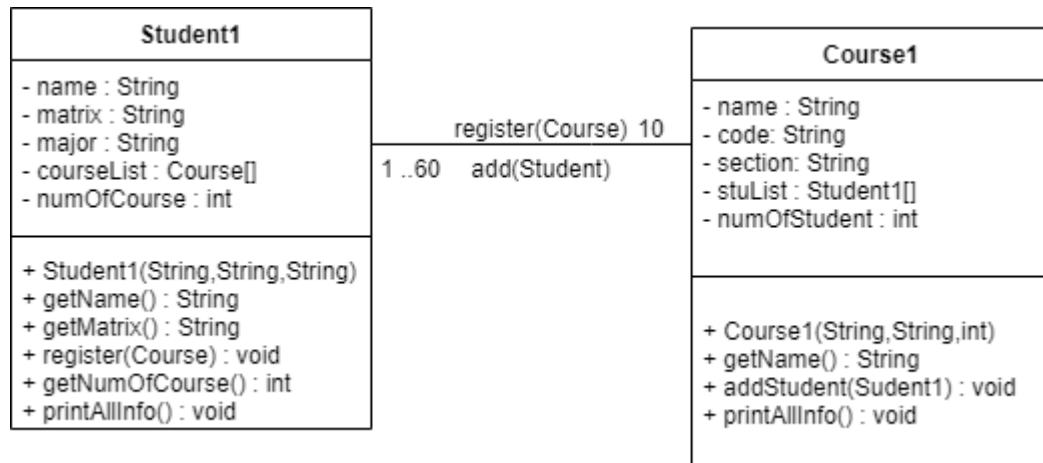 Student1
- name : String
- matrix : String
- major : String
- courseList : Course[]
- numOfCourse : int
+ Student1(String,String,String)
+ getName() : String
+ getMatrix() : String
+ register(Course) : void
+ getNumOfCourse() : int
+ printAllInfo() : void
register(Course) 10
1 ..60 add(Student)
Course1
- name : String
- code: String
- section: String
- stuList : Student1[]
- numOfStudent : int
+ Course1(String,String,int)
+ getName() : String
+ addStudent(Sudent1) : void
+ printAllInfo() : void